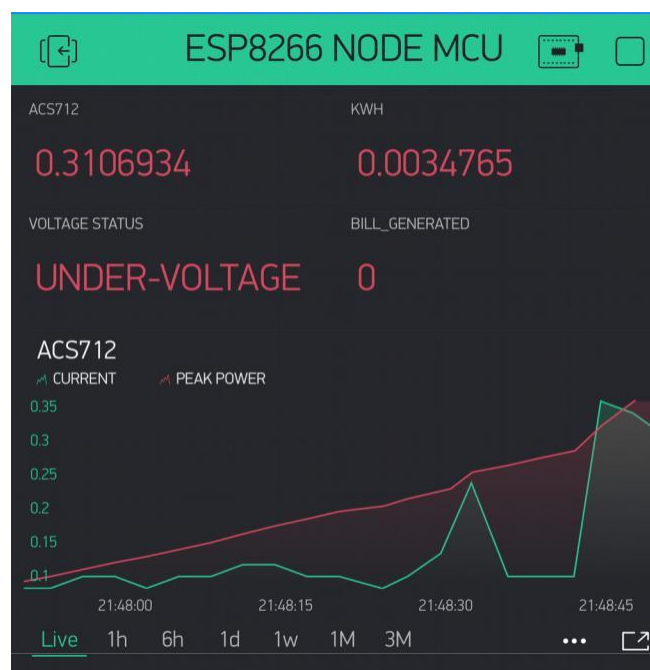 ESP8266 NODE MCU
ACS712 KWH
0.3106934 0.0034765
VOLTAGE STATUS BILL_GENERATED
UNDER-VOLTAGE 0
ACS712
CURRENT PEAK POWER
0.35
0.3
0.25
0.2
0.15
0.1
21:48:00 21:48:15 21:48:30 21:48:45
Live 1h 6h 1d 1w 1M 3M